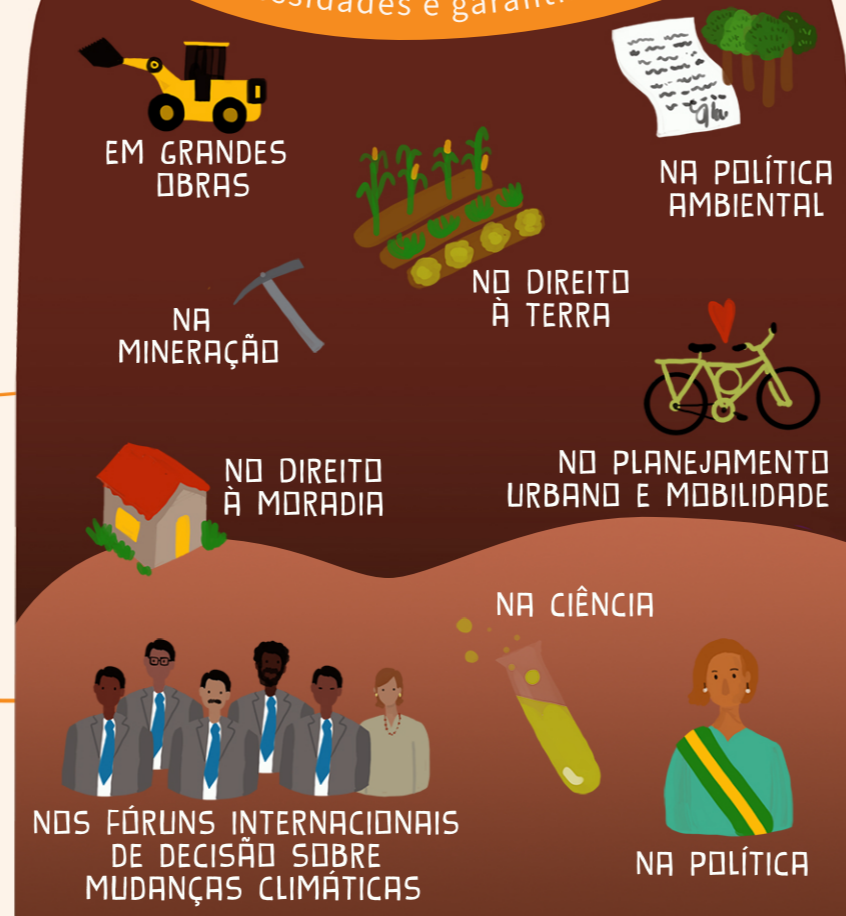 EM GRANDES
OBRAS
NA POLÍTICA
AMBIENTAL
NO DIREITO
À TERRA
NA
MINERAÇÃO
NO DIREITO
À MORADIA
NO PLANEJAMENTO
URBANO E MOBILIDADE
NA CIÊNCIA
NOS FÓRUNS INTERNACIONAIS
DE DECISÃO SOBRE
MUDANÇAS CLIMÁTICAS
NA POLÍTICA